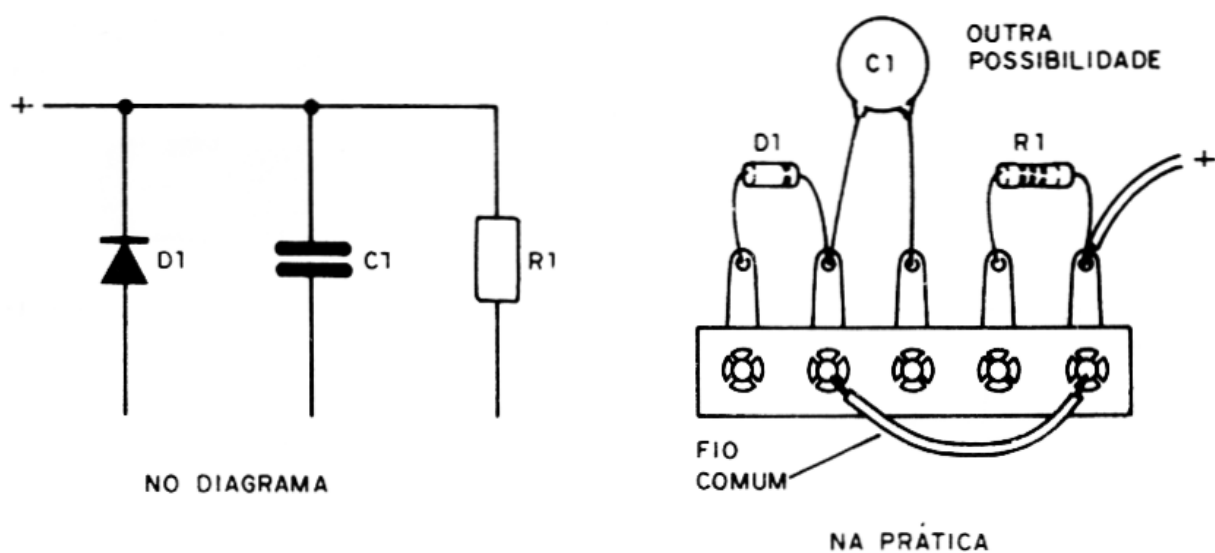 +
D1
C1
R1
NO DIAGRAMA
OUTRA
POSSIBILIDADE
C1
D1
R1
+
FIO
COMUM
NA PRÁTICA